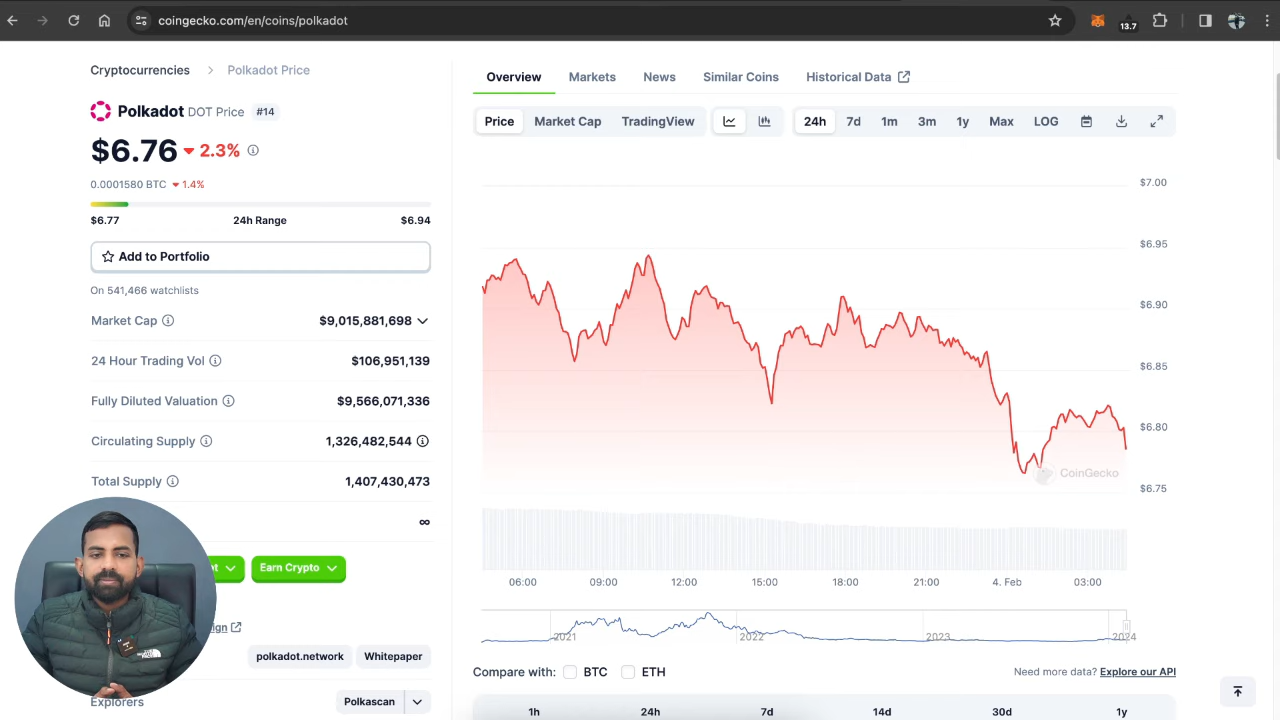 coingecko.com/en/coins/polkadot
13.7
Cryptocurrencies > Polkadot Price
Polkadot DOT Price #14
$6.76 2.3%
0.0001580 BTC 1.4%
$6.77 24h Range $6.94
Add to Portfolio
On 541,466 watchlists
Market Cap $9,015,881,698
24 Hour Trading Vol $106,951,139
Fully Diluted Valuation $9,566,071,336
Circulating Supply 1,326,482,544
Total Supply 1,407,430,473
∞
Earn Crypto
polkadot.network Whitepaper
Explorers Polkascan
Overview Markets News Similar Coins Historical Data
Price Market Cap TradingView 24h 7d 1m 3m 1y Max LOG
$7.00
$6.95
$6.90
$6.85
$6.80
$6.75
CoinGecko
06:00 09:00 12:00 15:00 18:00 21:00 4. Feb 03:00
2021 2022 2023 2024
Compare with: BTC ETH Need more data? Explore our API
1h 24h 7d 14d 30d 1y